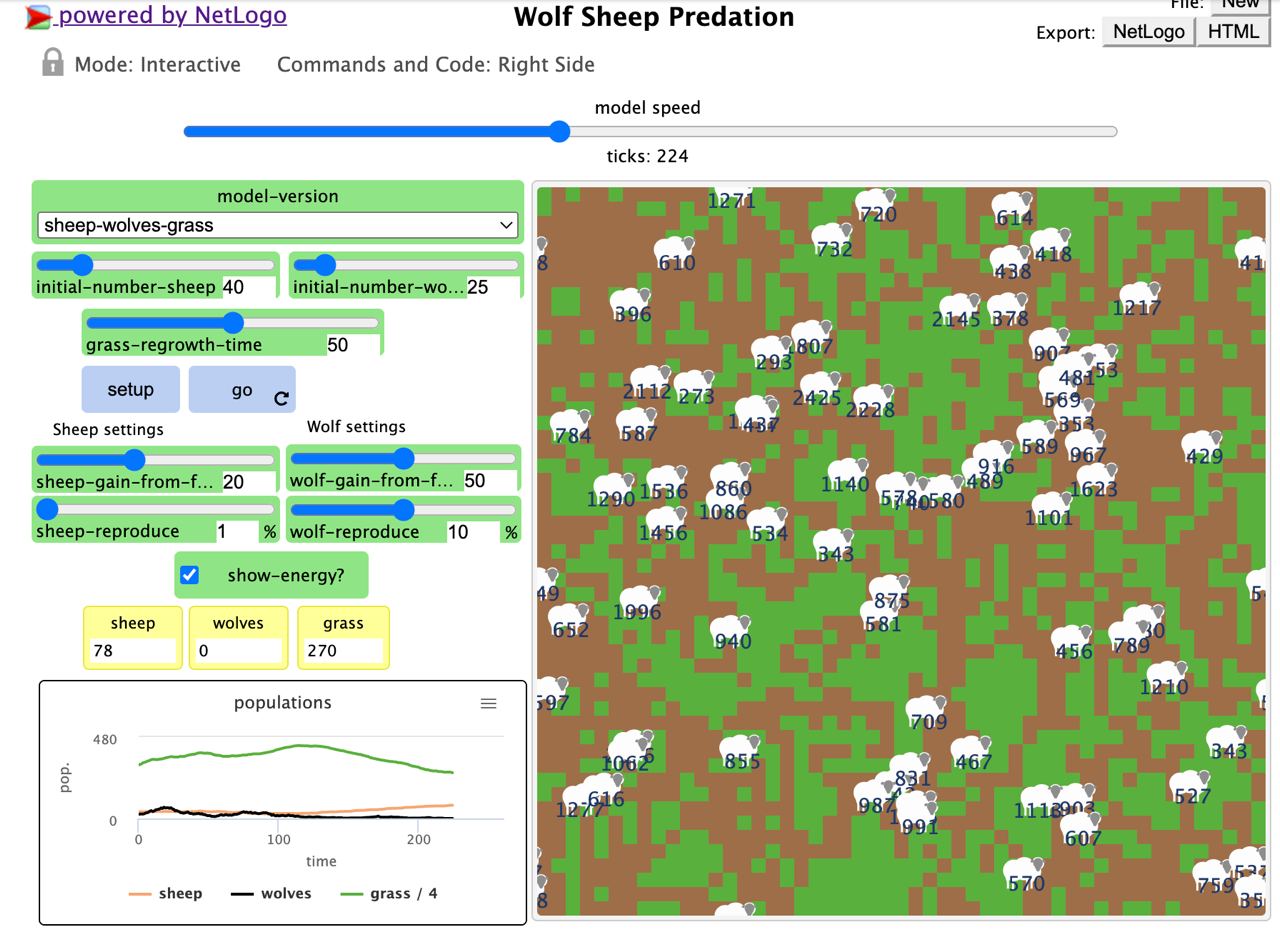 File: New
powered by NetLogo
Wolf Sheep Predation
Export: NetLogo HTML
Mode: Interactive Commands and Code: Right Side
model speed
ticks: 224
model-version
sheep-wolves-grass
initial-number-sheep 40
initial-number-wo... 25
grass-regrowth-time 50
setup
go
Sheep settings
Wolf settings
sheep-gain-from-f... 20
wolf-gain-from-f... 50
sheep-reproduce 1 %
wolf-reproduce 10 %
show-energy?
sheep
78
wolves
0
grass
270
populations
480
0
pop.
0 100 200
time
sheep wolves grass / 4
1271
720
614
732
418
8
610
438
41
396
2145
378
1217
907
807
293
53
481
2112
273
2425
569
2228
1437
353
784
587
589
967
429
916
1290
1536
860
1140
578
580
489
1623
1086
1101
1456
534
343
49
1996
875
652
940
581
456
789
30
1210
597
709
1062
855
467
343
831
1277
616
987
527
991
1113
903
607
570
759
35
8